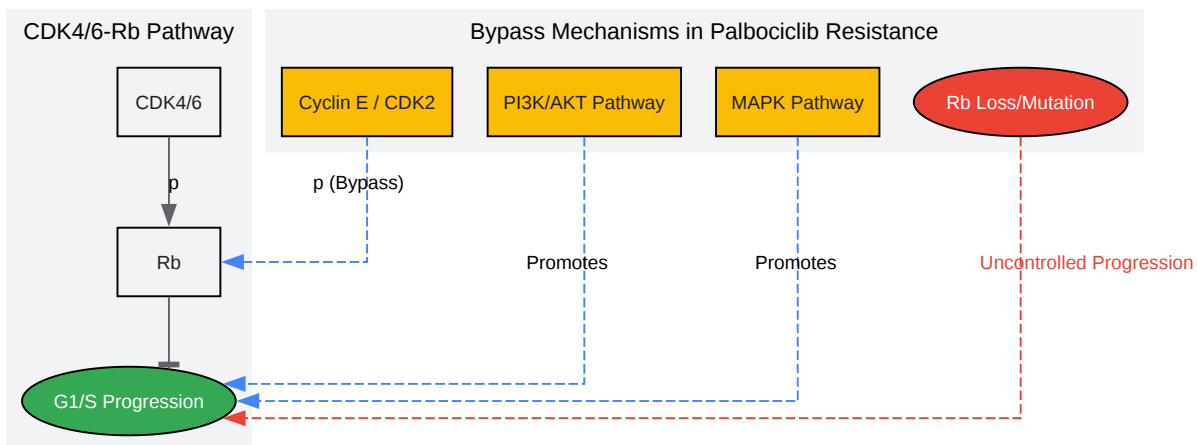 CDK4/6-Rb Pathway
Bypass Mechanisms in Palbociclib Resistance
CDK4/6
Cyclin E / CDK2
PI3K/AKT Pathway
MAPK Pathway
Rb Loss/Mutation
p
p (Bypass)
Rb
Promotes
Promotes
Uncontrolled Progression
G1/S Progression